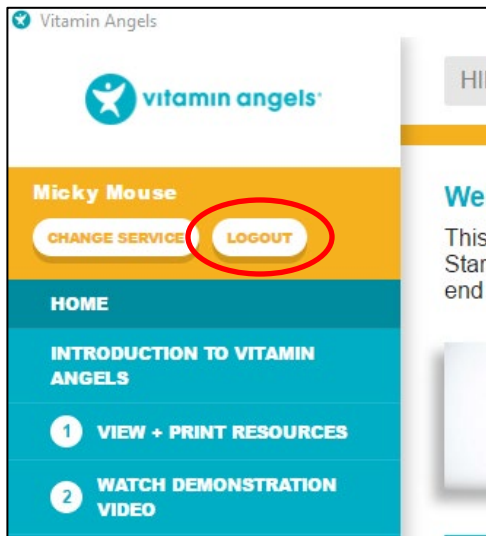 Vitamin Angels
vitamin angels
HI
Micky Mouse
CHANGE SERVICE
LOGOUT
We
This
Star
end
HOME
INTRODUCTION TO VITAMIN
ANGELS
1 VIEW + PRINT RESOURCES
2 WATCH DEMONSTRATION
VIDEO